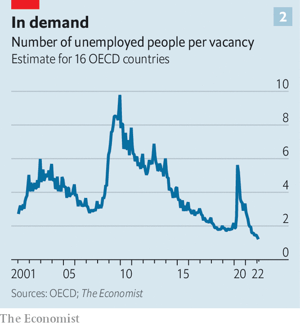 In demand
2
Number of unemployed people per vacancy
Estimate for 16 OECD countries
10
8
6
4
2
0
2001 05 10 15 20 22
Sources: OECD; The Economist
The Economist